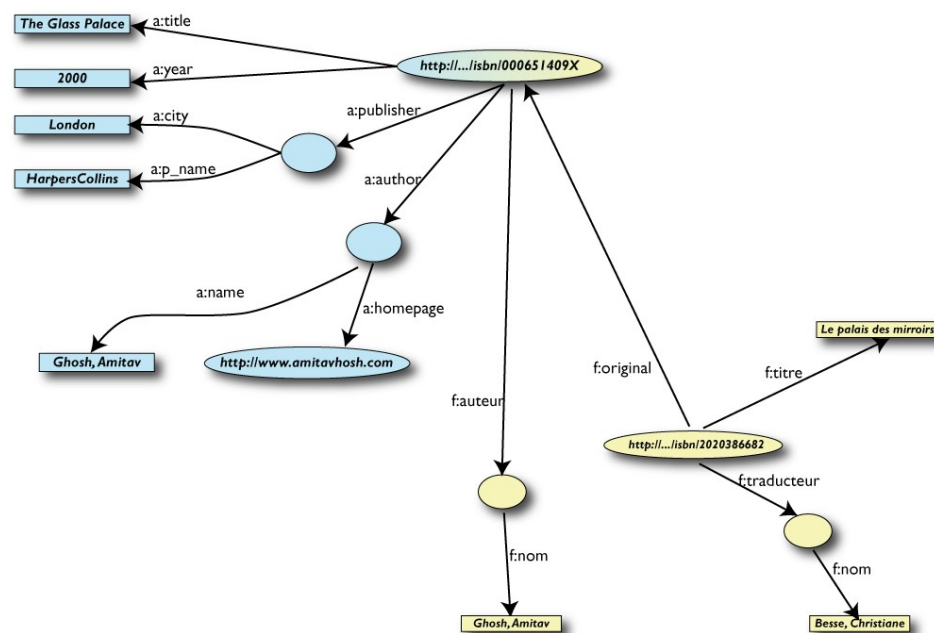 The Glass Palace
a:title
http://.../isbn/000651409X
2000
a:year
London
a:city
a:publisher
HarpersCollins
a:p_name
a:author
a:name
a:homepage
Ghosh, Amitav
http://www.amitavhosh.com
Le palais des mirroirs
f:original
f:titre
f:auteur
http://.../isbn/2020386682
f:traducteur
f:nom
f:nom
Ghosh, Amitav
Besse, Christiane